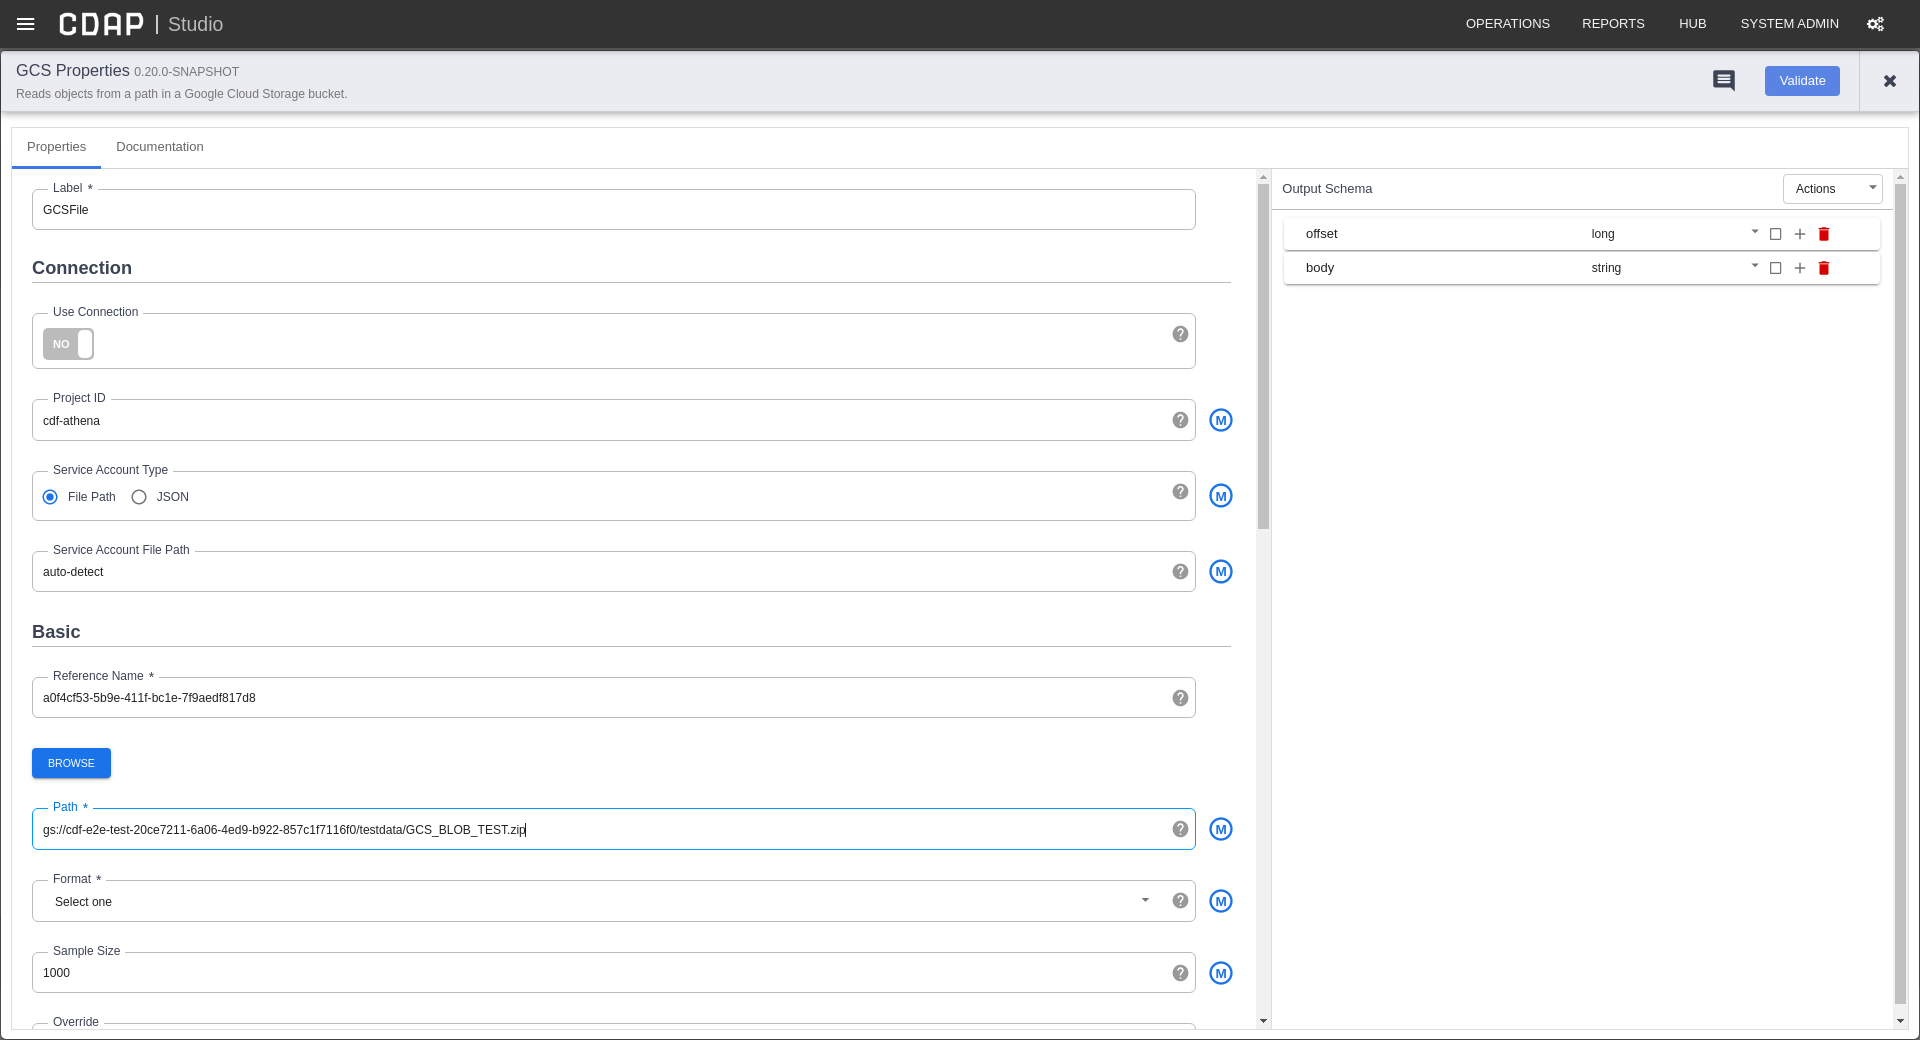 CDAP | Studio OPERATIONS REPORTS HUB SYSTEM ADMIN
GCS Properties 0.20.0-SNAPSHOT
Reads objects from a path in a Google Cloud Storage bucket.
Validate
Properties Documentation
Label *
GCSFile
Connection
Use Connection
NO
Project ID
cdf-athena
M
Service Account Type
File Path JSON
M
Service Account File Path
auto-detect
M
Basic
Reference Name *
a0f4cf53-5b9e-411f-bc1e-7f9aedf817d8
BROWSE
Path *
gs://cdf-e2e-test-20ce7211-6a06-4ed9-b922-857c1f7116f0/testdata/GCS_BLOB_TEST.zip
M
Format *
Select one
M
Sample Size
1000
M
Override
Output Schema Actions
offset long
body string